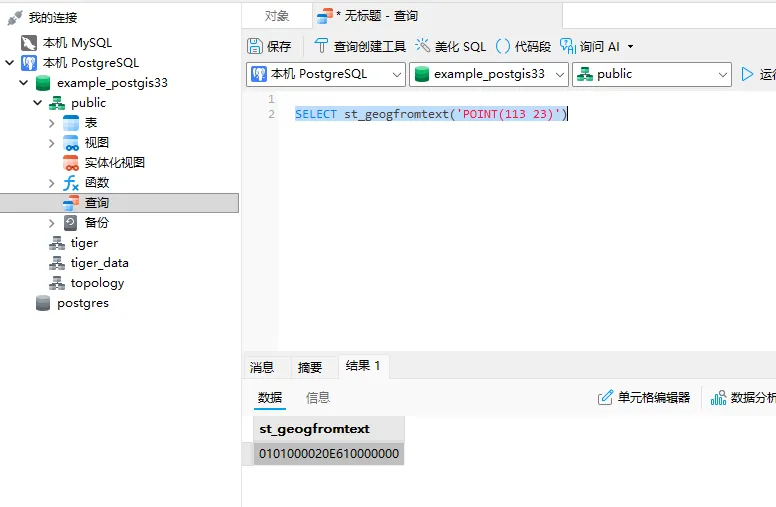 我的连接
本机 MySQL
本机 PostgreSQL
example_postgis33
public
表
视图
实体化视图
函数
查询
备份
tiger
tiger_data
topology
postgres
对象
* 无标题 - 查询
保存 查询创建工具 美化 SQL 代码段 询问 AI
本机 PostgreSQL example_postgis33 public 运行
1
2 SELECT st_geogfromtext('POINT(113 23)')
消息 摘要 结果 1
数据 信息 单元格编辑器 数据分析
st_geogfromtext
0101000020E610000000